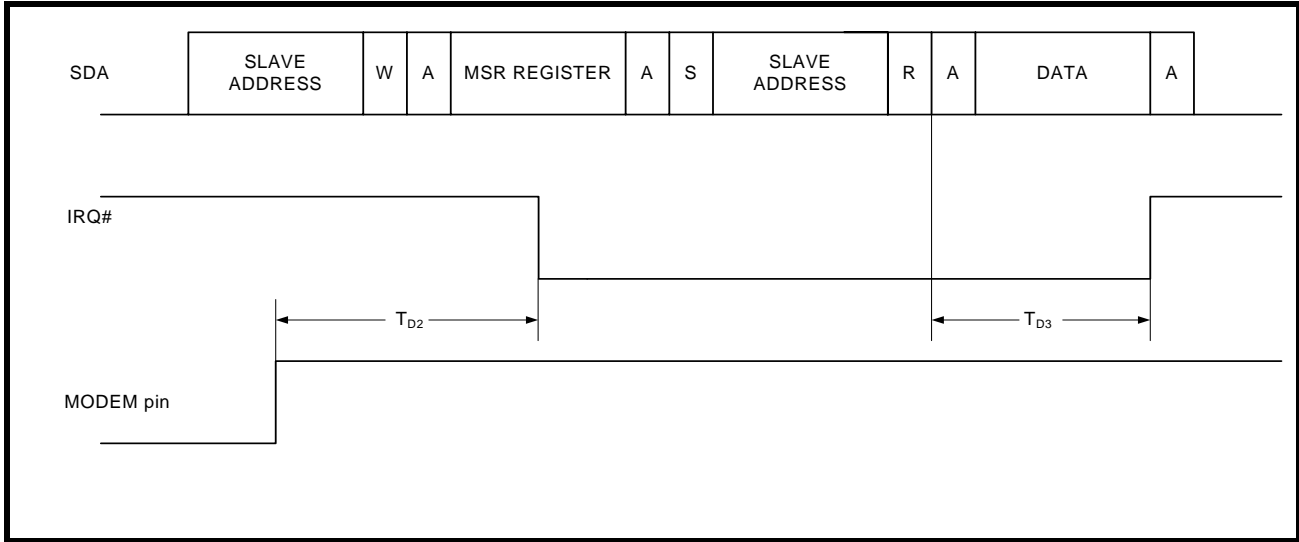 SDA
SLAVE
ADDRESS
W
A
MSR REGISTER
A
S
SLAVE
ADDRESS
R
A
DATA
A
IRQ#
TD2
TD3
MODEM pin